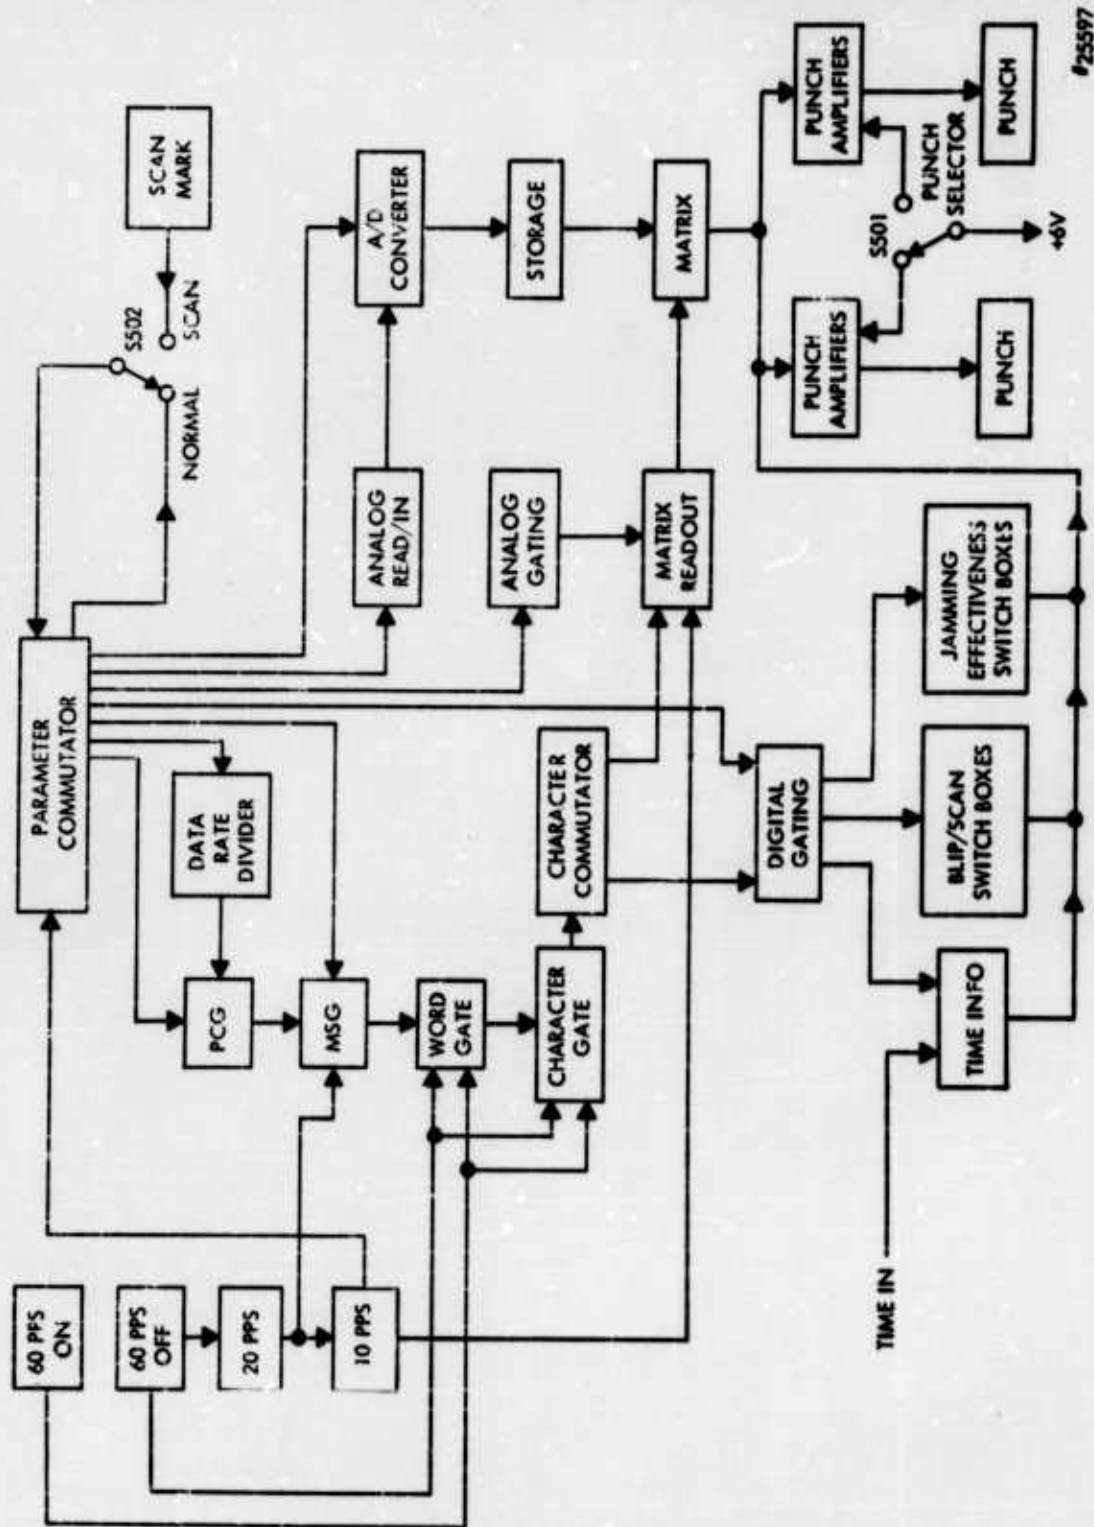 60 PPS
ON
60 PPS
OFF
20 PPS
10 PPS
PARAMETER
COMMUTATOR
DATA
RATE
DIVIDER
PCG
MSG
WORD
GATE
CHARACTER
GATE
CHARACTER
COMMUTATOR
S502
NORMAL
SCAN
SCAN
MARK
ANALOG
READ/IN
A/D
CONVERTER
ANALOG
GATING
STORAGE
MATRIX
READOUT
MATRIX
DIGITAL
GATING
TIME IN
TIME INFO
BLIP/SCAN
SWITCH BOXES
JAMMING
EFFECTIVENESS
SWITCH BOXES
PUNCH
AMPLIFIERS
PUNCH
S501
PUNCH
SELECTOR
+6V
PUNCH
AMPLIFIERS
PUNCH
#25597